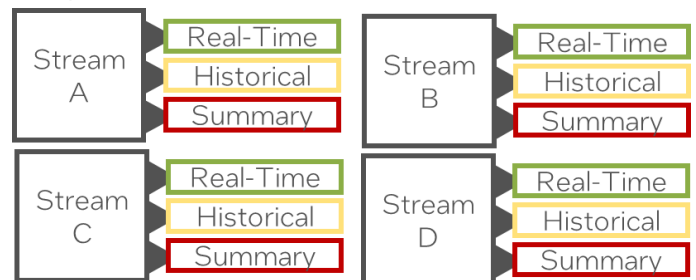 Stream
A
Real-Time
Historical
Summary
Stream
B
Real-Time
Historical
Summary
Stream
C
Real-Time
Historical
Summary
Stream
D
Real-Time
Historical
Summary